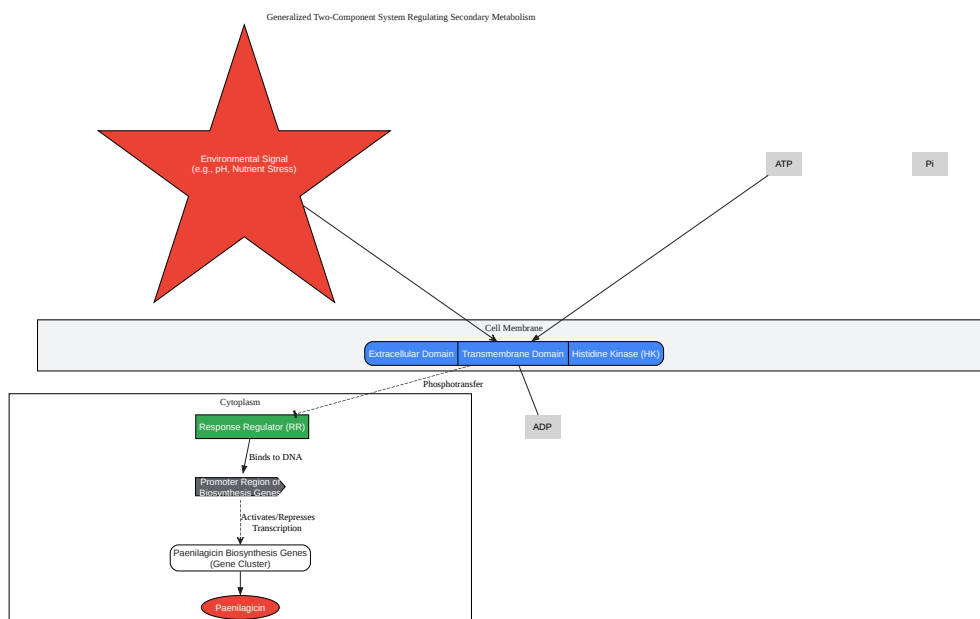 Generalized Two-Component System Regulating Secondary Metabolism
Environmental Signal
(e.g., pH, Nutrient Stress)
ATP
Pi
Cell Membrane
Extracellular Domain
Transmembrane Domain
Histidine Kinase (HK)
Phosphotransfer
Cytoplasm
Response Regulator (RR)
ADP
Binds to DNA
Promoter Region of
Biosynthesis Genes
Activates/Represses
Transcription
Paenilagicin Biosynthesis Genes
(Gene Cluster)
Paenilagicin